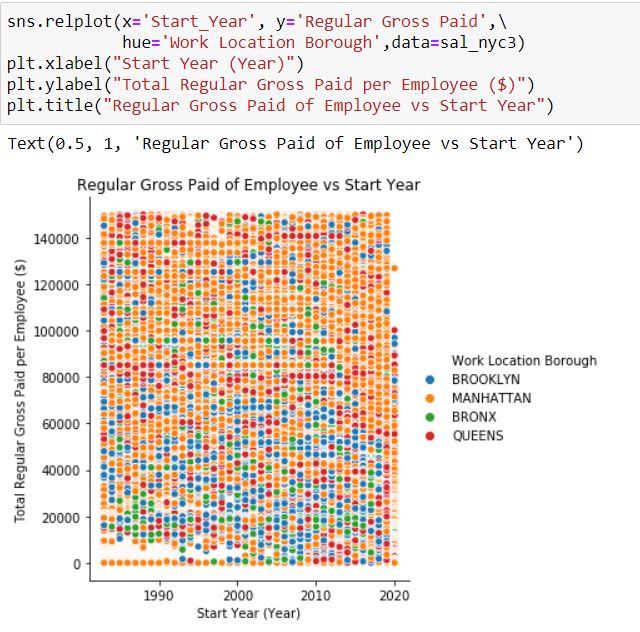 sns.relplot(x='Start_Year', y='Regular Gross Paid',\
hue='Work Location Borough',data=sal_nyc3)
plt.xlabel("Start Year (Year)")
plt.ylabel("Total Regular Gross Paid per Employee ($)")
plt.title("Regular Gross Paid of Employee vs Start Year")
Text(0.5, 1, 'Regular Gross Paid of Employee vs Start Year')
Regular Gross Paid of Employee vs Start Year
Total Regular Gross Paid per Employee ($)
140000
120000
100000
80000
60000
40000
20000
0
1990 2000 2010 2020
Start Year (Year)
Work Location Borough
BROOKLYN
MANHATTAN
BRONX
QUEENS